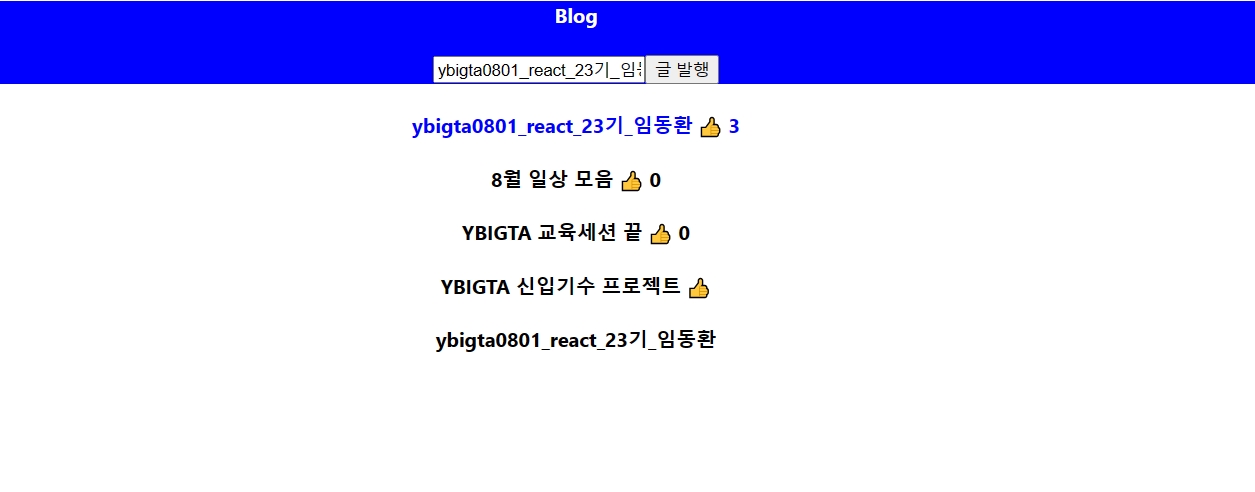 Blog
ybigta0801_react_23기_임 글 발행
ybigta0801_react_23기_임동환 👍 3
8월 일상 모음 👍 0
YBIGTA 교육세션 끝 👍 0
YBIGTA 신입기수 프로젝트 👍
ybigta0801_react_23기_임동환